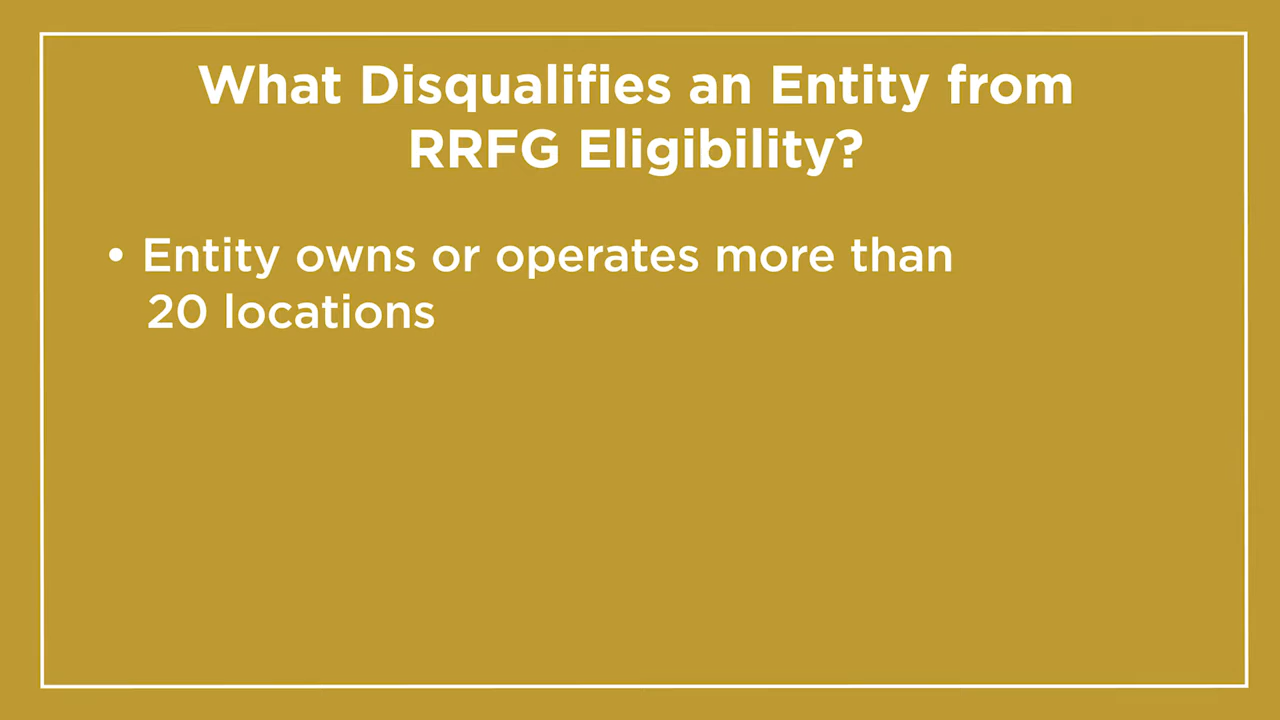 What Disqualifies an Entity from
RRFG Eligibility?
• Entity owns or operates more than
20 locations